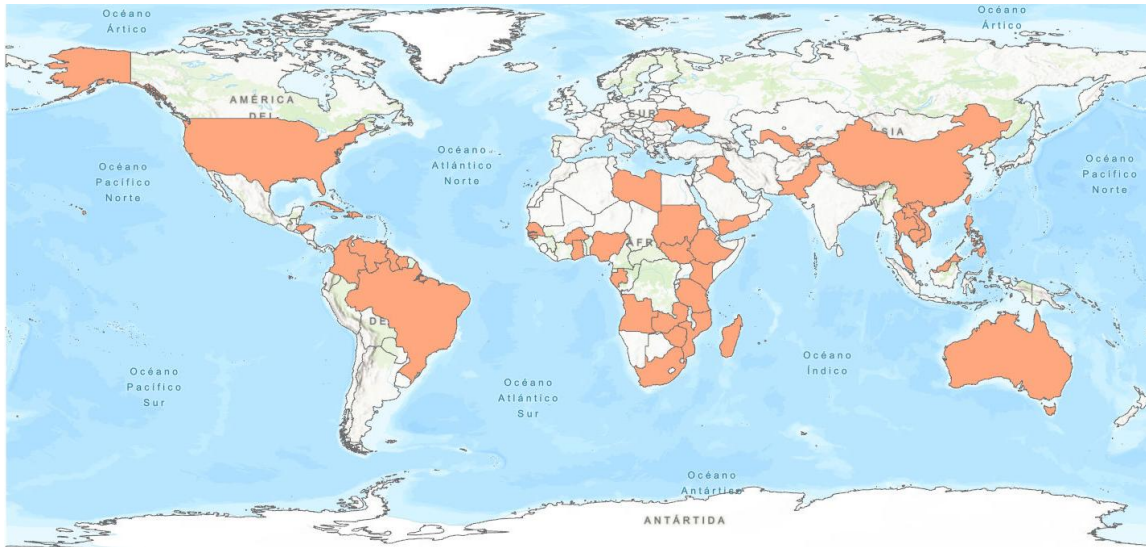 Océano
Ártico
Océano
Ártico
AMÉRICA
DEL
EUR
SIA
Océano
Pacífico
Norte
Océano
Atlántico
Norte
Océano
Pacífico
Norte
AFR
DE
Océano
Pacífico
Sur
Océano
Atlántico
Sur
Océano
Índico
Océano
Antártico
ANTÁRTIDA